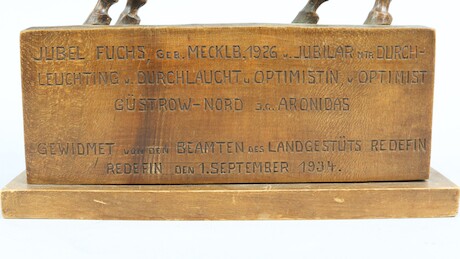 JUBEL FUCHS GEB. MECKLB. 1926 v. JUBILAR MTR DURCH-
LEUCHTING v. DURCHLAUCHT u OPTIMISTIN v OPTIMIST
GÜSTROW-NORD ARONIDAS
GEWIDMET VON DEN BEAMTEN DES LANDGESTÜTS REDEFIN
REDEFIN DEN 1. SEPTEMBER 1934.